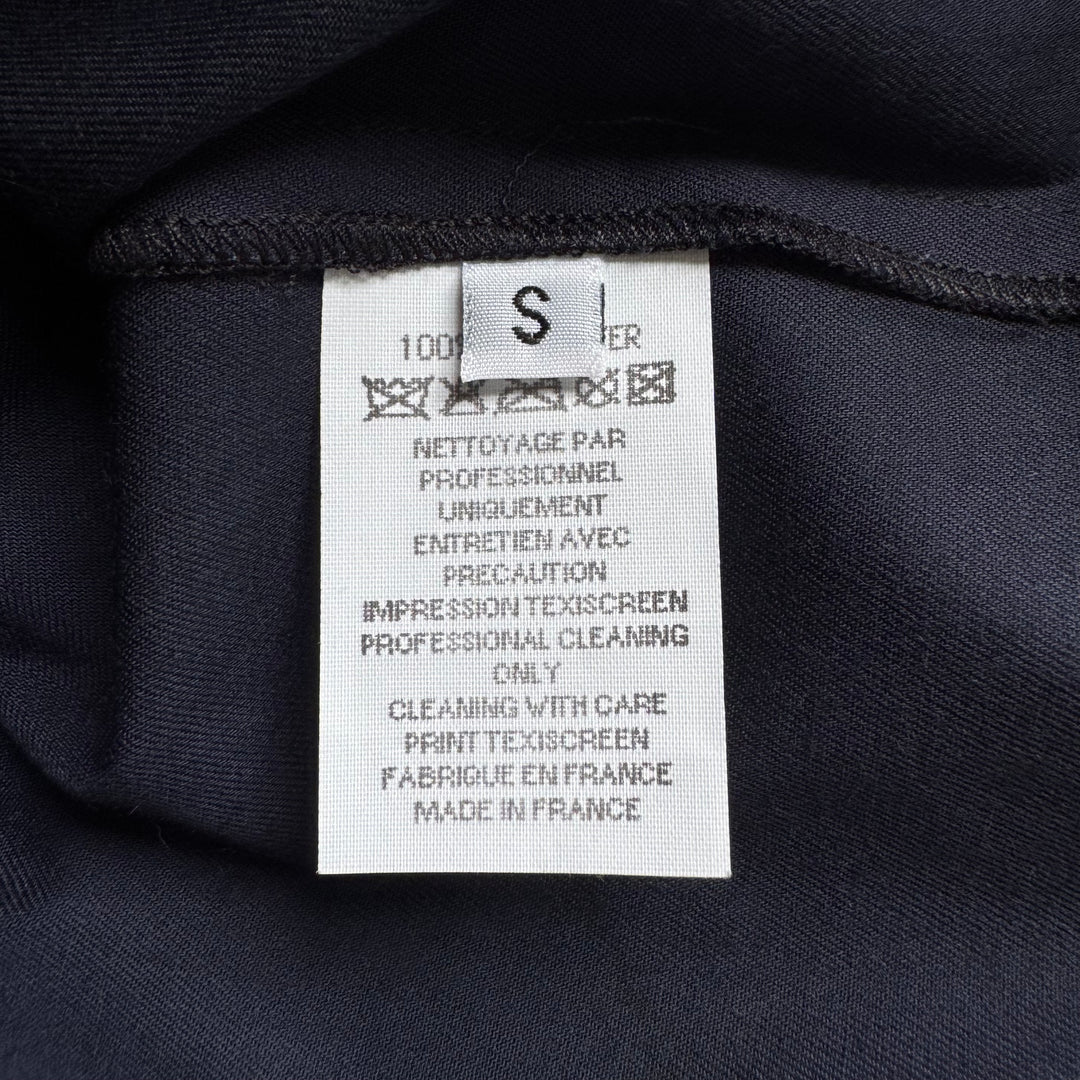 S
NETTOYAGE PAR
PROFESSIONNEL
UNIQUEMENT
ENTRETIEN AVEC
PRECAUTION
IMPRESSION TEXISCREEN
PROFESSIONAL CLEANING
ONLY
CLEANING WITH CARE
PRINT TEXISCREEN
FABRIQUE EN FRANCE
MADE IN FRANCE